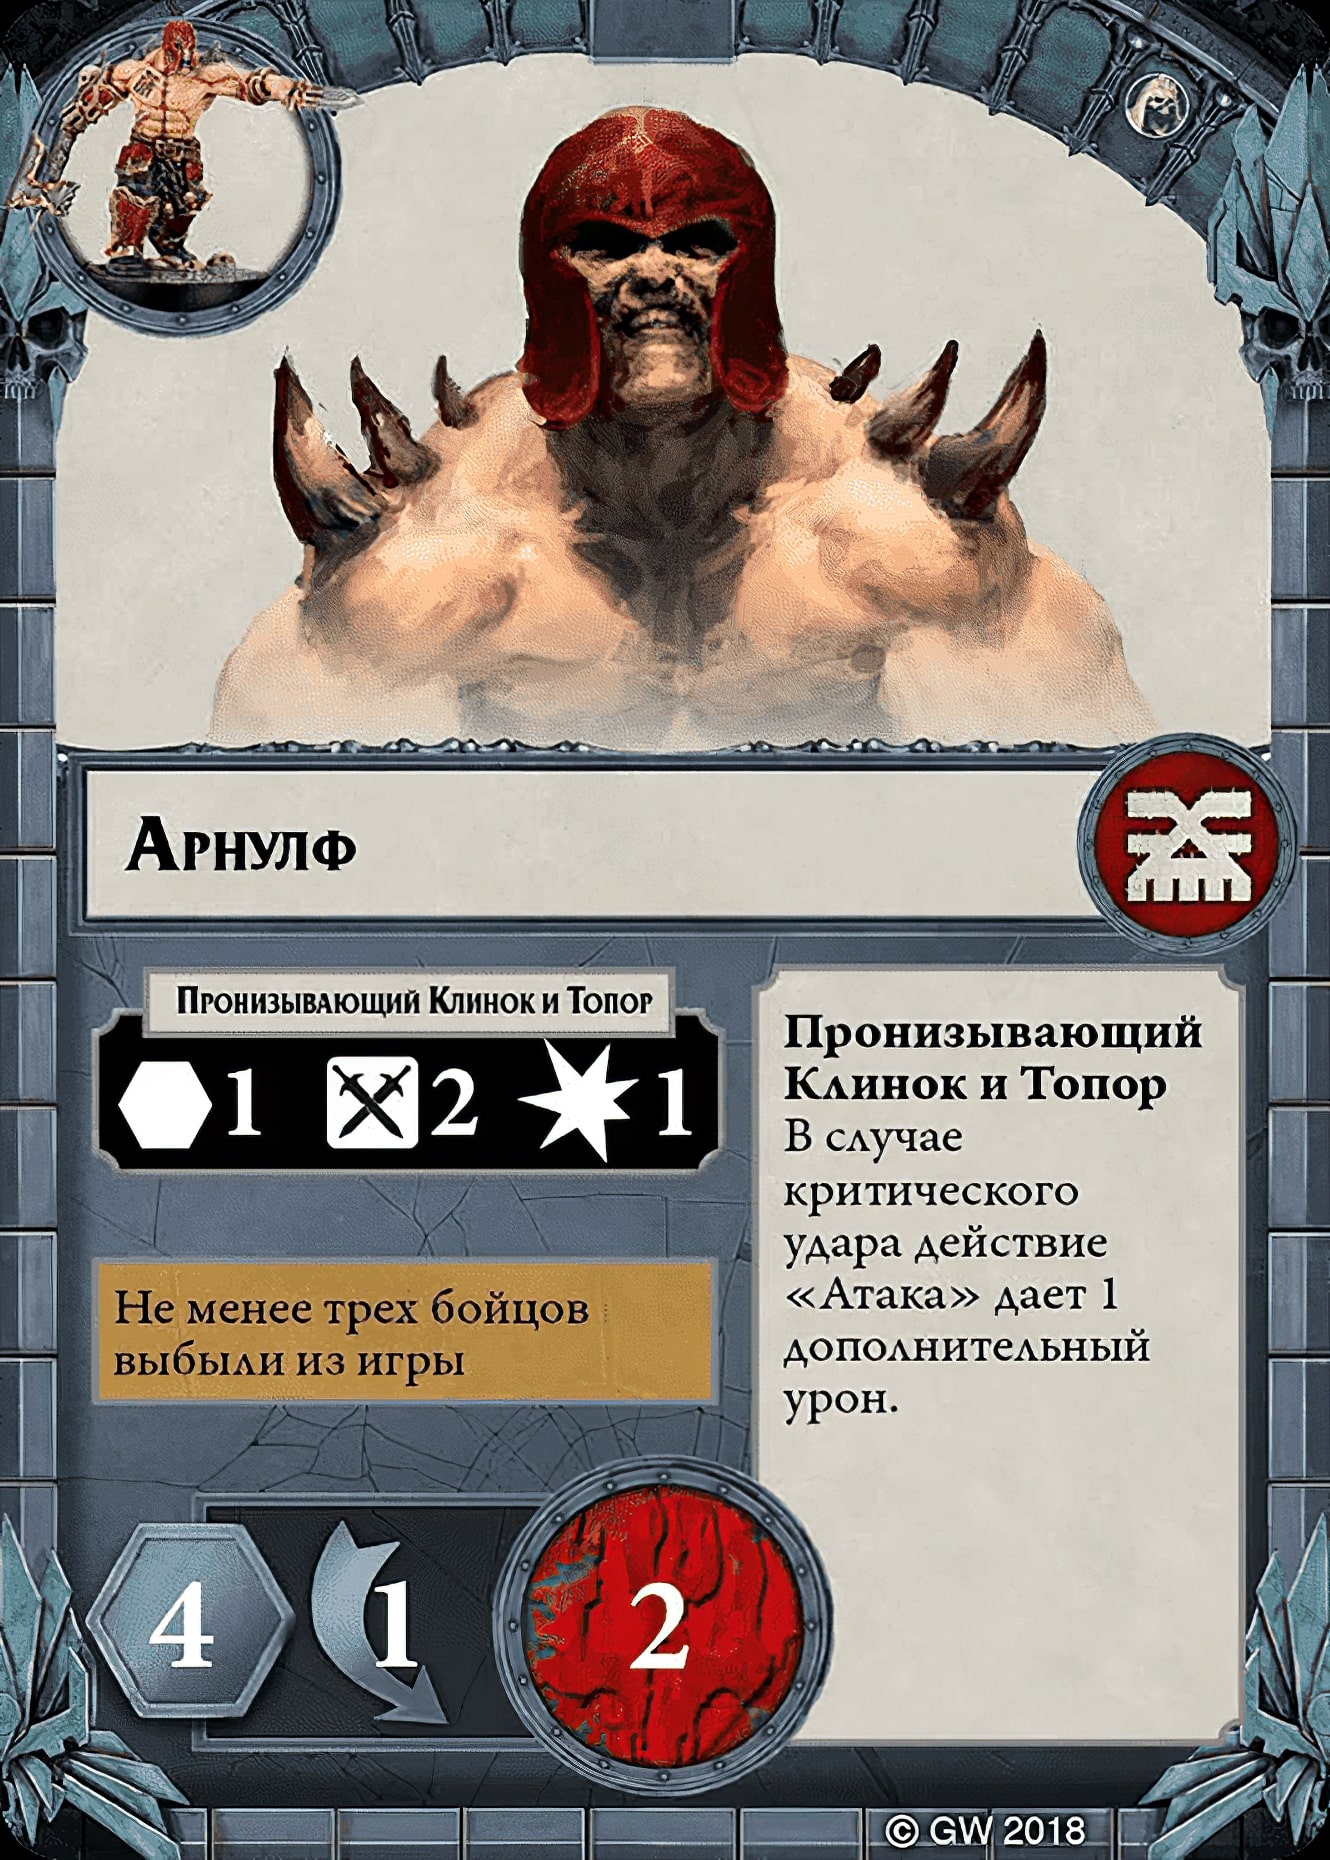 Арнулф
Пронизывающий Клинок и Топор
1 2 1
Не менее трех бойцов
выбыли из игры
4 1 2
Пронизывающий
Клинок и Топор
В случае
критического
удара действие
«Атака» дает 1
дополнительный
урон.
© GW 2018